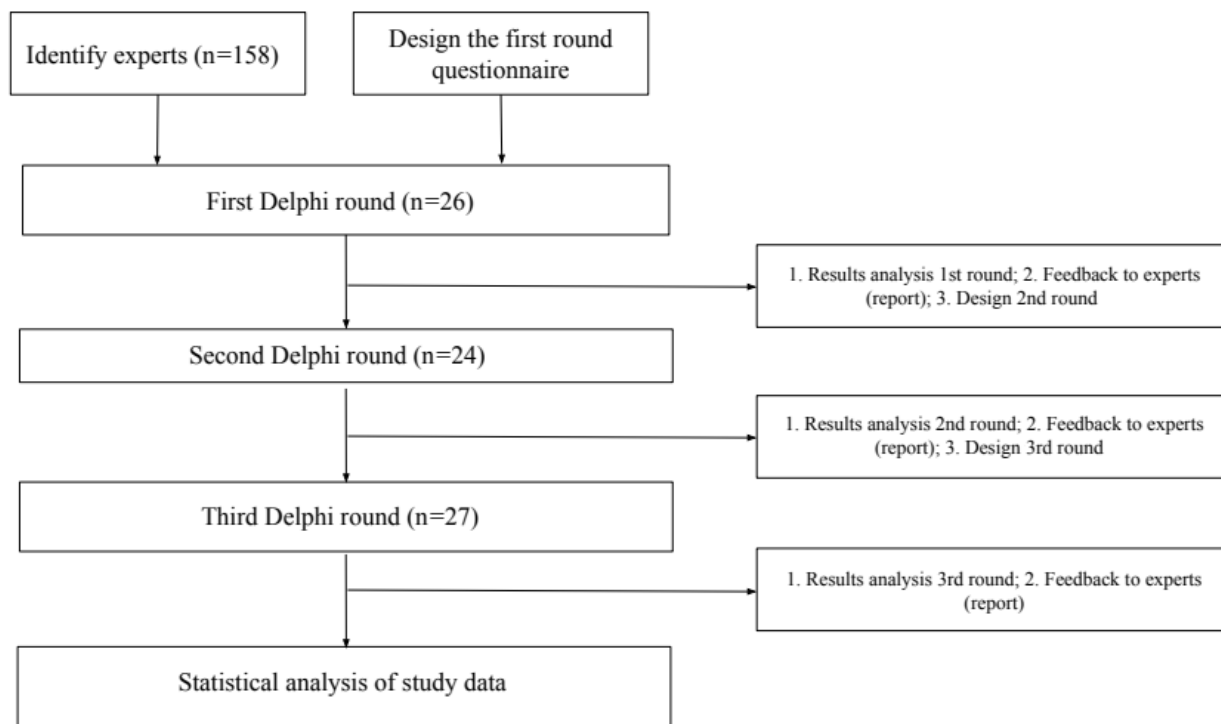 Identify experts (n=158)
Design the first round
questionnaire
First Delphi round (n=26)
1. Results analysis 1st round; 2. Feedback to experts
(report); 3. Design 2nd round
Second Delphi round (n=24)
1. Results analysis 2nd round; 2. Feedback to experts
(report); 3. Design 3rd round
Third Delphi round (n=27)
1. Results analysis 3rd round; 2. Feedback to experts
(report)
Statistical analysis of study data